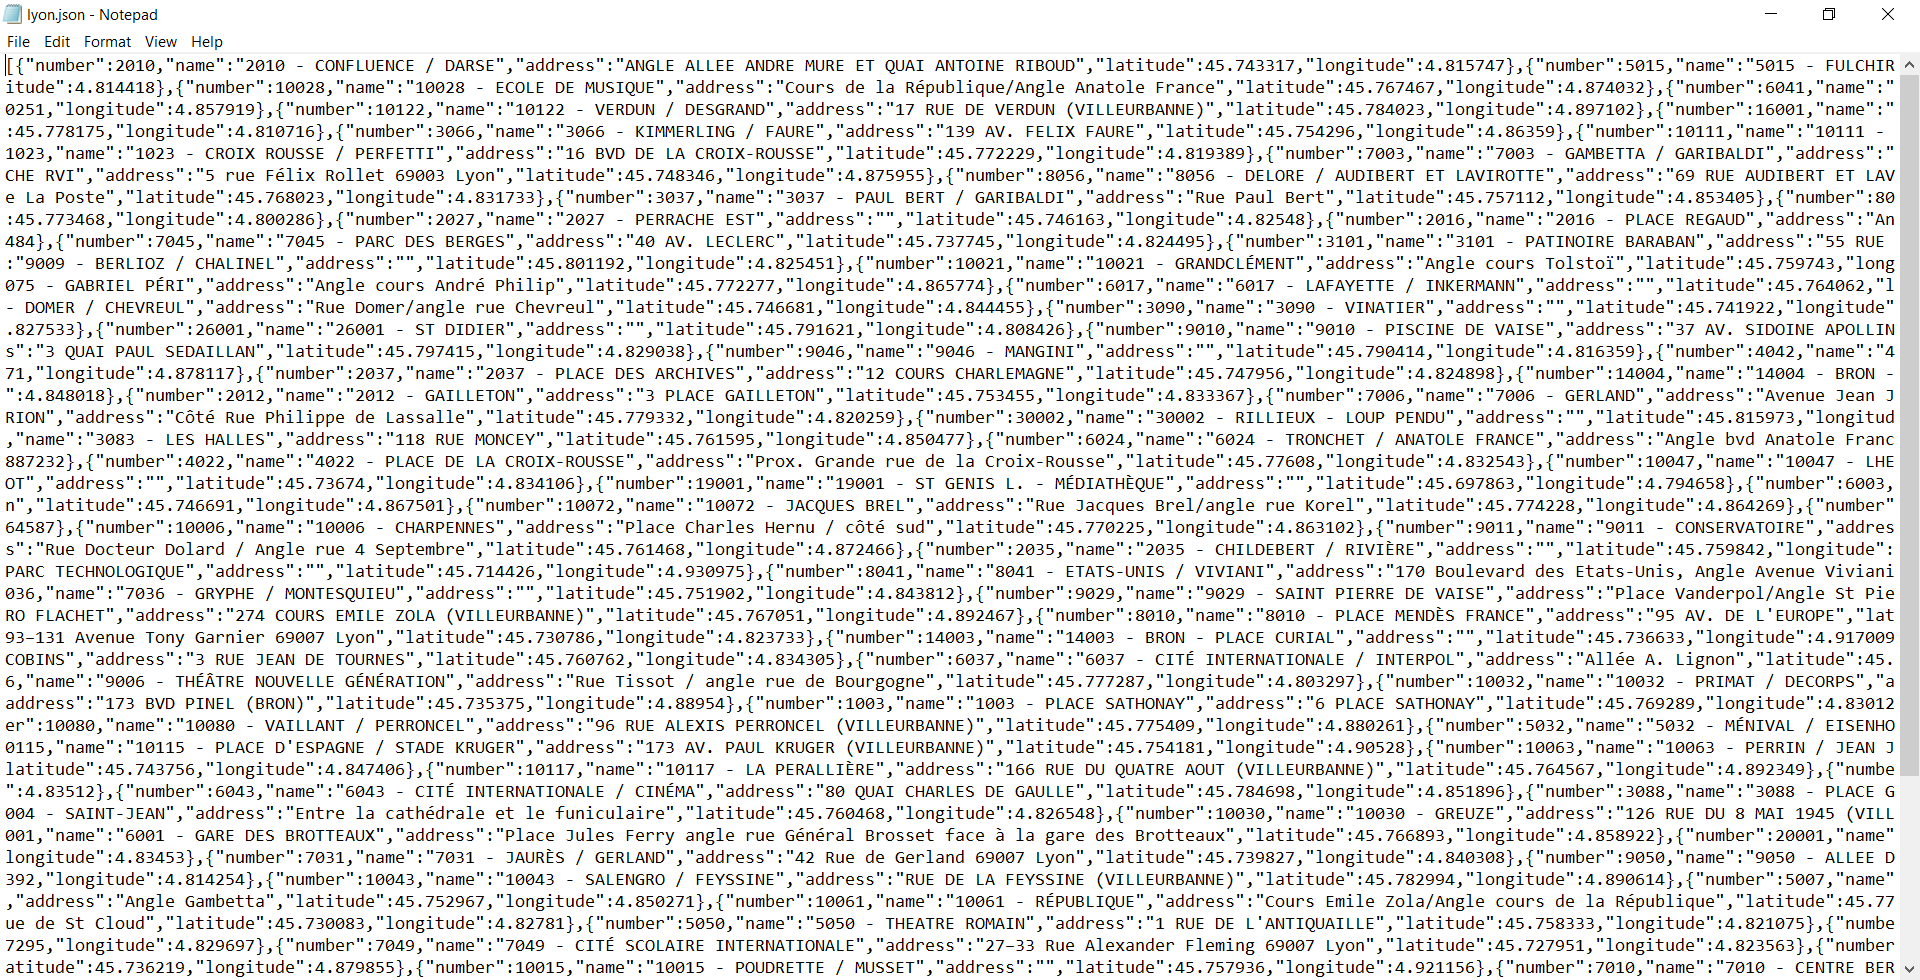 lyon.json - Notepad
File Edit Format View Help
[{"number":2010,"name":"2010 - CONFLUENCE / DARSE","address":"ANGLE ALLEE ANDRE MURE ET QUAI ANTOINE RIBOUD","latitude":45.743317,"longitude":4.815747},{"number":5015,"name":"5015 - FULCHIR
itude":4.814418},{"number":10028,"name":"10028 - ECOLE DE MUSIQUE","address":"Cours de la République/Angle Anatole France","latitude":45.767467,"longitude":4.874032},{"number":6041,"name":"
0251,"longitude":4.857919},{"number":10122,"name":"10122 - VERDUN / DESGRAND","address":"17 RUE DE VERDUN (VILLEURBANNE)","latitude":45.784023,"longitude":4.897102},{"number":16001,"name":"
:45.778175,"longitude":4.810716},{"number":3066,"name":"3066 - KIMMERLING / FAURE","address":"139 AV. FELIX FAURE","latitude":45.754296,"longitude":4.86359},{"number":10111,"name":"10111 -
1023,"name":"1023 - CROIX ROUSSE / PERFETTI","address":"16 BVD DE LA CROIX-ROUSSE","latitude":45.772229,"longitude":4.819389},{"number":7003,"name":"7003 - GAMBETTA / GARIBALDI","address":"
CHE RVI","address":"5 rue Félix Rollet 69003 Lyon","latitude":45.748346,"longitude":4.875955},{"number":8056,"name":"8056 - DELORE / AUDIBERT ET LAVIROTTE","address":"69 RUE AUDIBERT ET LAV
e La Poste","latitude":45.768023,"longitude":4.831733},{"number":3037,"name":"3037 - PAUL BERT / GARIBALDI","address":"Rue Paul Bert","latitude":45.757112,"longitude":4.853405},{"number":80
:45.773468,"longitude":4.800286},{"number":2027,"name":"2027 - PERRACHE EST","address":"","latitude":45.746163,"longitude":4.82548},{"number":2016,"name":"2016 - PLACE REGAUD","address":"An
484},{"number":7045,"name":"7045 - PARC DES BERGES","address":"40 AV. LECLERC","latitude":45.737745,"longitude":4.824495},{"number":3101,"name":"3101 - PATINOIRE BARABAN","address":"55 RUE
:"9009 - BERLIOZ / CHALINEL","address":"","latitude":45.801192,"longitude":4.825451},{"number":10021,"name":"10021 - GRANDCLÉMENT","address":"Angle cours Tolstoï","latitude":45.759743,"long
075 - GABRIEL PÉRI","address":"Angle cours André Philip","latitude":45.772277,"longitude":4.865774},{"number":6017,"name":"6017 - LAFAYETTE / INKERMANN","address":"","latitude":45.764062,"l
- DOMER / CHEVREUL","address":"Rue Domer/angle rue Chevreul","latitude":45.746681,"longitude":4.844455},{"number":3090,"name":"3090 - VINATIER","address":"","latitude":45.741922,"longitude"
.827533},{"number":26001,"name":"26001 - ST DIDIER","address":"","latitude":45.791621,"longitude":4.808426},{"number":9010,"name":"9010 - PISCINE DE VAISE","address":"37 AV. SIDOINE APOLLIN
s":"3 QUAI PAUL SEDAILLAN","latitude":45.797415,"longitude":4.829038},{"number":9046,"name":"9046 - MANGINI","address":"","latitude":45.790414,"longitude":4.816359},{"number":4042,"name":"4
471,"longitude":4.878117},{"number":2037,"name":"2037 - PLACE DES ARCHIVES","address":"12 COURS CHARLEMAGNE","latitude":45.747956,"longitude":4.824898},{"number":14004,"name":"14004 - BRON -
":4.848018},{"number":2012,"name":"2012 - GAILLETON","address":"3 PLACE GAILLETON","latitude":45.753455,"longitude":4.833367},{"number":7006,"name":"7006 - GERLAND","address":"Avenue Jean J
RION","address":"Côté Rue Philippe de Lassalle","latitude":45.779332,"longitude":4.820259},{"number":30002,"name":"30002 - RILLIEUX - LOUP PENDU","address":"","latitude":45.815973,"longitud
,"name":"3083 - LES HALLES","address":"118 RUE MONCEY","latitude":45.761595,"longitude":4.850477},{"number":6024,"name":"6024 - TRONCHET / ANATOLE FRANCE","address":"Angle bvd Anatole Franc
887232},{"number":4022,"name":"4022 - PLACE DE LA CROIX-ROUSSE","address":"Prox. Grande rue de la Croix-Rousse","latitude":45.77608,"longitude":4.832543},{"number":10047,"name":"10047 - LHE
OT","address":"","latitude":45.73674,"longitude":4.834106},{"number":19001,"name":"19001 - ST GENIS L. - MÉDIATHÈQUE","address":"","latitude":45.697863,"longitude":4.794658},{"number":6003,
n","latitude":45.746691,"longitude":4.867501},{"number":10072,"name":"10072 - JACQUES BREL","address":"Rue Jacques Brel/angle rue Korel","latitude":45.774228,"longitude":4.864269},{"number"
64587},{"number":10006,"name":"10006 - CHARPENNES","address":"Place Charles Hernu / côté sud","latitude":45.770225,"longitude":4.863102},{"number":9011,"name":"9011 - CONSERVATOIRE","addres
s":"Rue Docteur Dolard / Angle rue 4 Septembre","latitude":45.761468,"longitude":4.872466},{"number":2035,"name":"2035 - CHILDEBERT / RIVIÈRE","address":"","latitude":45.759842,"longitude":
PARC TECHNOLOGIQUE","address":"","latitude":45.714426,"longitude":4.930975},{"number":8041,"name":"8041 - ETATS-UNIS / VIVIANI","address":"170 Boulevard des Etats-Unis, Angle Avenue Viviani
036,"name":"7036 - GRYPHE / MONTESQUIEU","address":"","latitude":45.751902,"longitude":4.843812},{"number":9029,"name":"9029 - SAINT PIERRE DE VAISE","address":"Place Vanderpol/Angle St Pie
RO FLACHET","address":"274 COURS EMILE ZOLA (VILLEURBANNE)","latitude":45.767051,"longitude":4.892467},{"number":8010,"name":"8010 - PLACE MENDÈS FRANCE","address":"95 AV. DE L'EUROPE","lat
93–131 Avenue Tony Garnier 69007 Lyon","latitude":45.730786,"longitude":4.823733},{"number":14003,"name":"14003 - BRON - PLACE CURIAL","address":"","latitude":45.736633,"longitude":4.917009
COBINS","address":"3 RUE JEAN DE TOURNES","latitude":45.760762,"longitude":4.834305},{"number":6037,"name":"6037 - CITÉ INTERNATIONALE / INTERPOL","address":"Allée A. Lignon","latitude":45.
6,"name":"9006 - THÉÂTRE NOUVELLE GÉNÉRATION","address":"Rue Tissot / angle rue de Bourgogne","latitude":45.777287,"longitude":4.803297},{"number":10032,"name":"10032 - PRIMAT / DECORPS","a
address":"173 BVD PINEL (BRON)","latitude":45.735375,"longitude":4.88954},{"number":1003,"name":"1003 - PLACE SATHONAY","address":"6 PLACE SATHONAY","latitude":45.769289,"longitude":4.83012
er":10080,"name":"10080 - VAILLANT / PERRONCEL","address":"96 RUE ALEXIS PERRONCEL (VILLEURBANNE)","latitude":45.775409,"longitude":4.880261},{"number":5032,"name":"5032 - MÉNIVAL / EISENHO
0115,"name":"10115 - PLACE D'ESPAGNE / STADE KRUGER","address":"173 AV. PAUL KRUGER (VILLEURBANNE)","latitude":45.754181,"longitude":4.90528},{"number":10063,"name":"10063 - PERRIN / JEAN J
latitude":45.743756,"longitude":4.847406},{"number":10117,"name":"10117 - LA PERALLIÈRE","address":"166 RUE DU QUATRE AOUT (VILLEURBANNE)","latitude":45.764567,"longitude":4.892349},{"numbe
":4.83512},{"number":6043,"name":"6043 - CITÉ INTERNATIONALE / CINÉMA","address":"80 QUAI CHARLES DE GAULLE","latitude":45.784698,"longitude":4.851896},{"number":3088,"name":"3088 - PLACE G
004 - SAINT-JEAN","address":"Entre la cathédrale et le funiculaire","latitude":45.760468,"longitude":4.826548},{"number":10030,"name":"10030 - GREUZE","address":"126 RUE DU 8 MAI 1945 (VILL
001,"name":"6001 - GARE DES BROTTEAUX","address":"Place Jules Ferry angle rue Général Brosset face à la gare des Brotteaux","latitude":45.766893,"longitude":4.858922},{"number":20001,"name"
longitude":4.83453},{"number":7031,"name":"7031 - JAURÈS / GERLAND","address":"42 Rue de Gerland 69007 Lyon","latitude":45.739827,"longitude":4.840308},{"number":9050,"name":"9050 - ALLEE D
392,"longitude":4.814254},{"number":10043,"name":"10043 - SALENGRO / FEYSSINE","address":"RUE DE LA FEYSSINE (VILLEURBANNE)","latitude":45.782994,"longitude":4.890614},{"number":5007,"name"
,"address":"Angle Gambetta","latitude":45.752967,"longitude":4.850271},{"number":10061,"name":"10061 - RÉPUBLIQUE","address":"Cours Emile Zola/Angle cours de la République","latitude":45.77
ue de St Cloud","latitude":45.730083,"longitude":4.82781},{"number":5050,"name":"5050 - THEATRE ROMAIN","address":"1 RUE DE L'ANTIQUAILLE","latitude":45.758333,"longitude":4.821075},{"numbe
7295,"longitude":4.829697},{"number":7049,"name":"7049 - CITÉ SCOLAIRE INTERNATIONALE","address":"27–33 Rue Alexander Fleming 69007 Lyon","latitude":45.727951,"longitude":4.823563},{"number
atitude":45.736219,"longitude":4.879855},{"number":10015,"name":"10015 - POUDRETTE / MUSSET","address":"","latitude":45.757936,"longitude":4.921156},{"number":7010,"name":"7010 - CENTRE BER